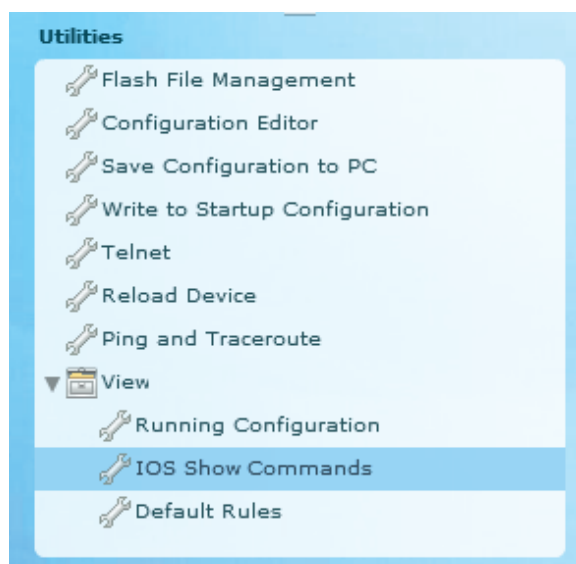 Utilities
Flash File Management
Configuration Editor
Save Configuration to PC
Write to Startup Configuration
Telnet
Reload Device
Ping and Traceroute
View
Running Configuration
IOS Show Commands
Default Rules